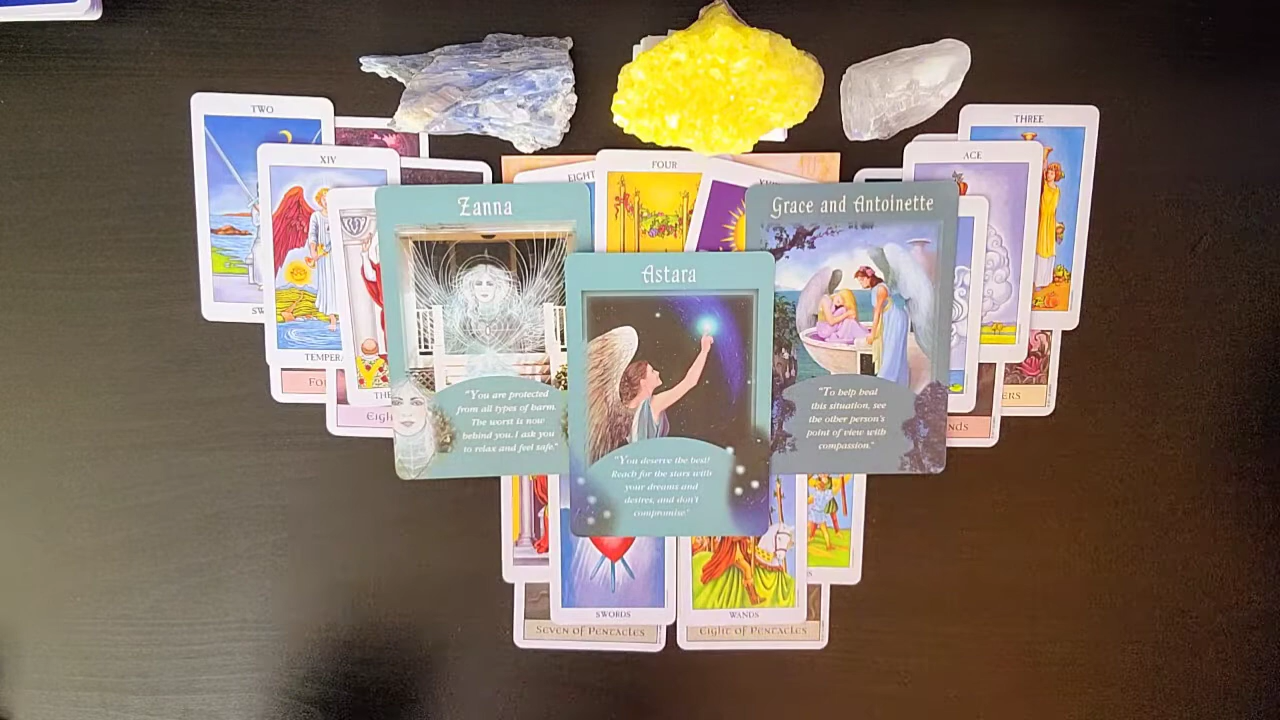 TWO
THREE
XIV
ACE
EIGHT
FOUR
Zanna
Grace and Antoinette
Astara
"You are protected
from all types of harm.
The worst is now
behind you. I ask you
to relax and feel safe."
"To help heal
this situation, see
the other person's
point of view with
compassion."
"You deserve the best!
Reach for the stars with
your dreams and
desires, and don't
compromise."
SWORDS
WANDS
Seven of Pentacles
Eight of Pentacles